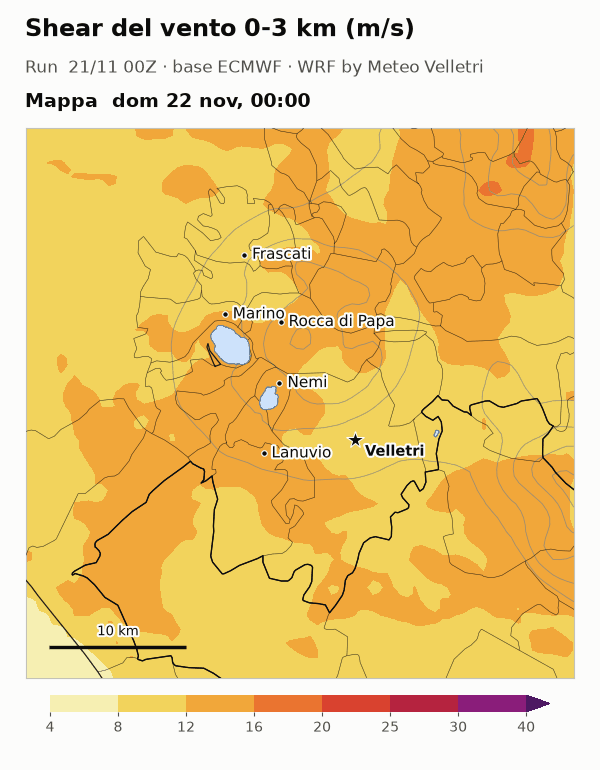 Shear del vento 0-3 km (m/s)
Run  21/11 00Z · base ECMWF · WRF by Meteo Velletri
Mappa  dom 22 nov, 00:00
Frascati
Marino
Rocca di Papa
Nemi
Velletri
Lanuvio
10 km
4 8 12 16 20 25 30 40